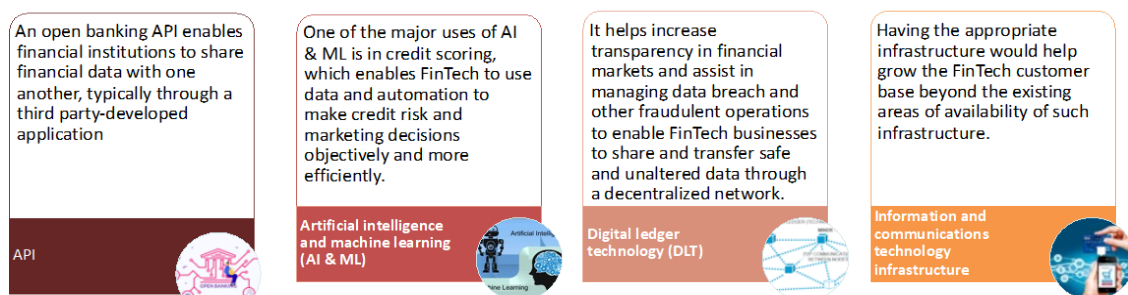 An open banking API enables
financial institutions to share
financial data with one
another, typically through a
third party-developed
application
API
OPEN BANKING
One of the major uses of AI
& ML is in credit scoring,
which enables FinTech to use
data and automation to
make credit risk and
marketing decisions
objectively and more
efficiently.
Artificial intelligence
and machine learning
(AI & ML)
Artificial Intelli
ine Learning
It helps increase
transparency in financial
markets and assist in
managing data breach and
other fraudulent operations
to enable FinTech businesses
to share and transfer safe
and unaltered data through
a decentralized network.
Digital ledger
technology (DLT)
Having the appropriate
infrastructure would help
grow the FinTech customer
base beyond the existing
areas of availability of such
infrastructure.
Information and
communications
technology
infrastructure